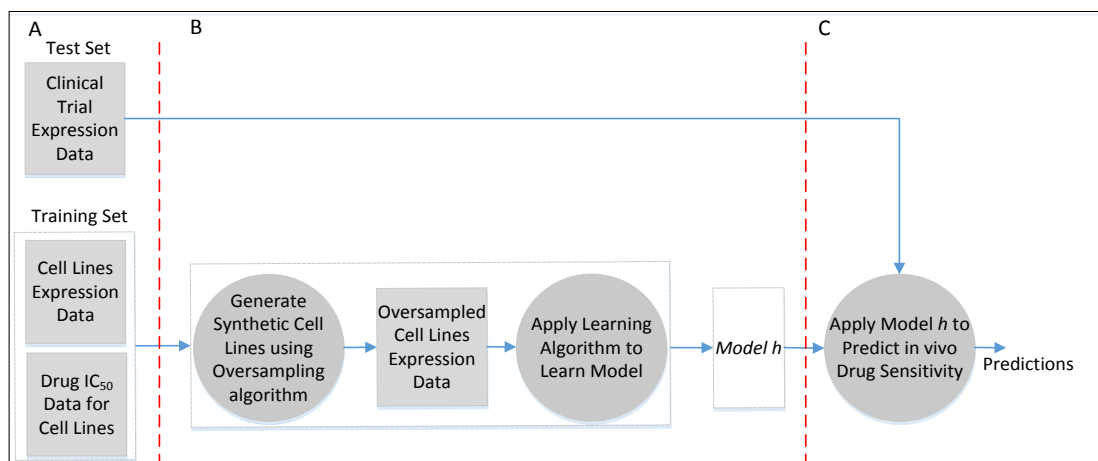 A
B
C
Test Set
Clinical
Trial
Expression
Data
Training Set
Cell Lines
Expression
Data
Drug IC50
Data for
Cell Lines
Generate
Synthetic Cell
Lines using
Oversampling
algorithm
Oversampled
Cell Lines
Expression
Data
Apply Learning
Algorithm to
Learn Model
Model h
Apply Model h to
Predict in vivo
Drug Sensitivity
Predictions